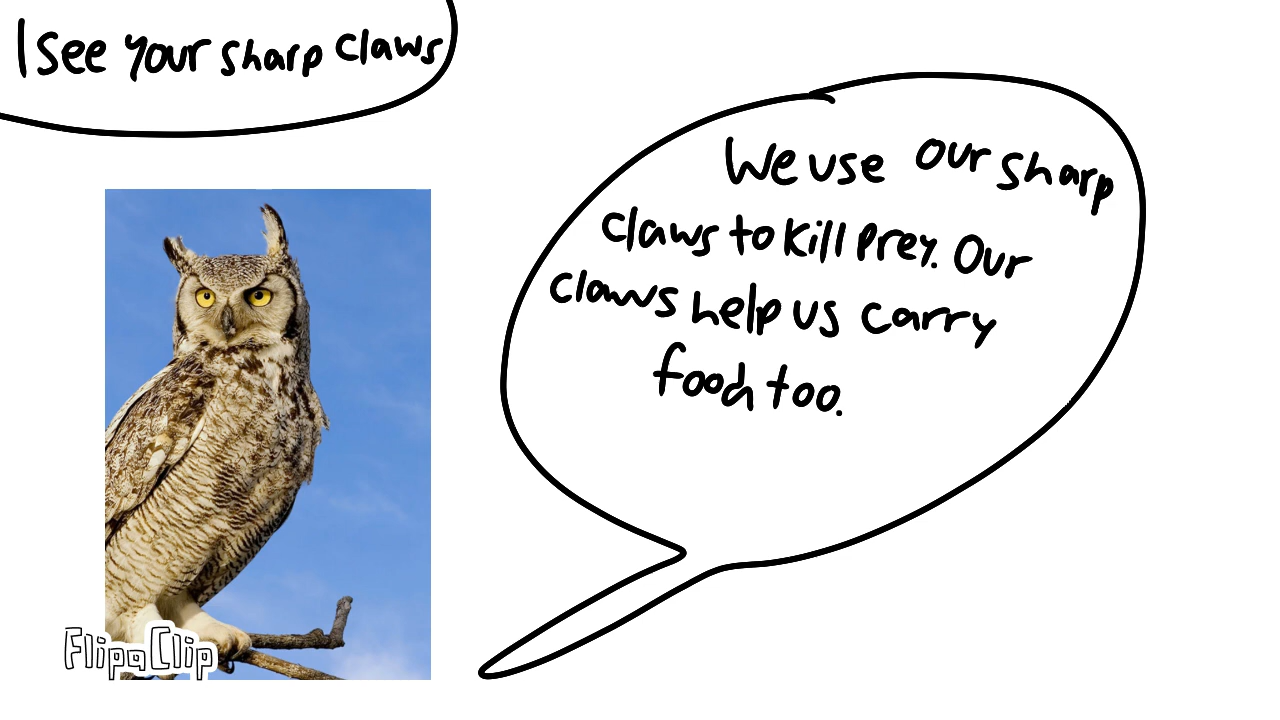 I see your sharp claws
We use our sharp
claws to kill prey. Our
claws help us carry
food too.
FlipaClip